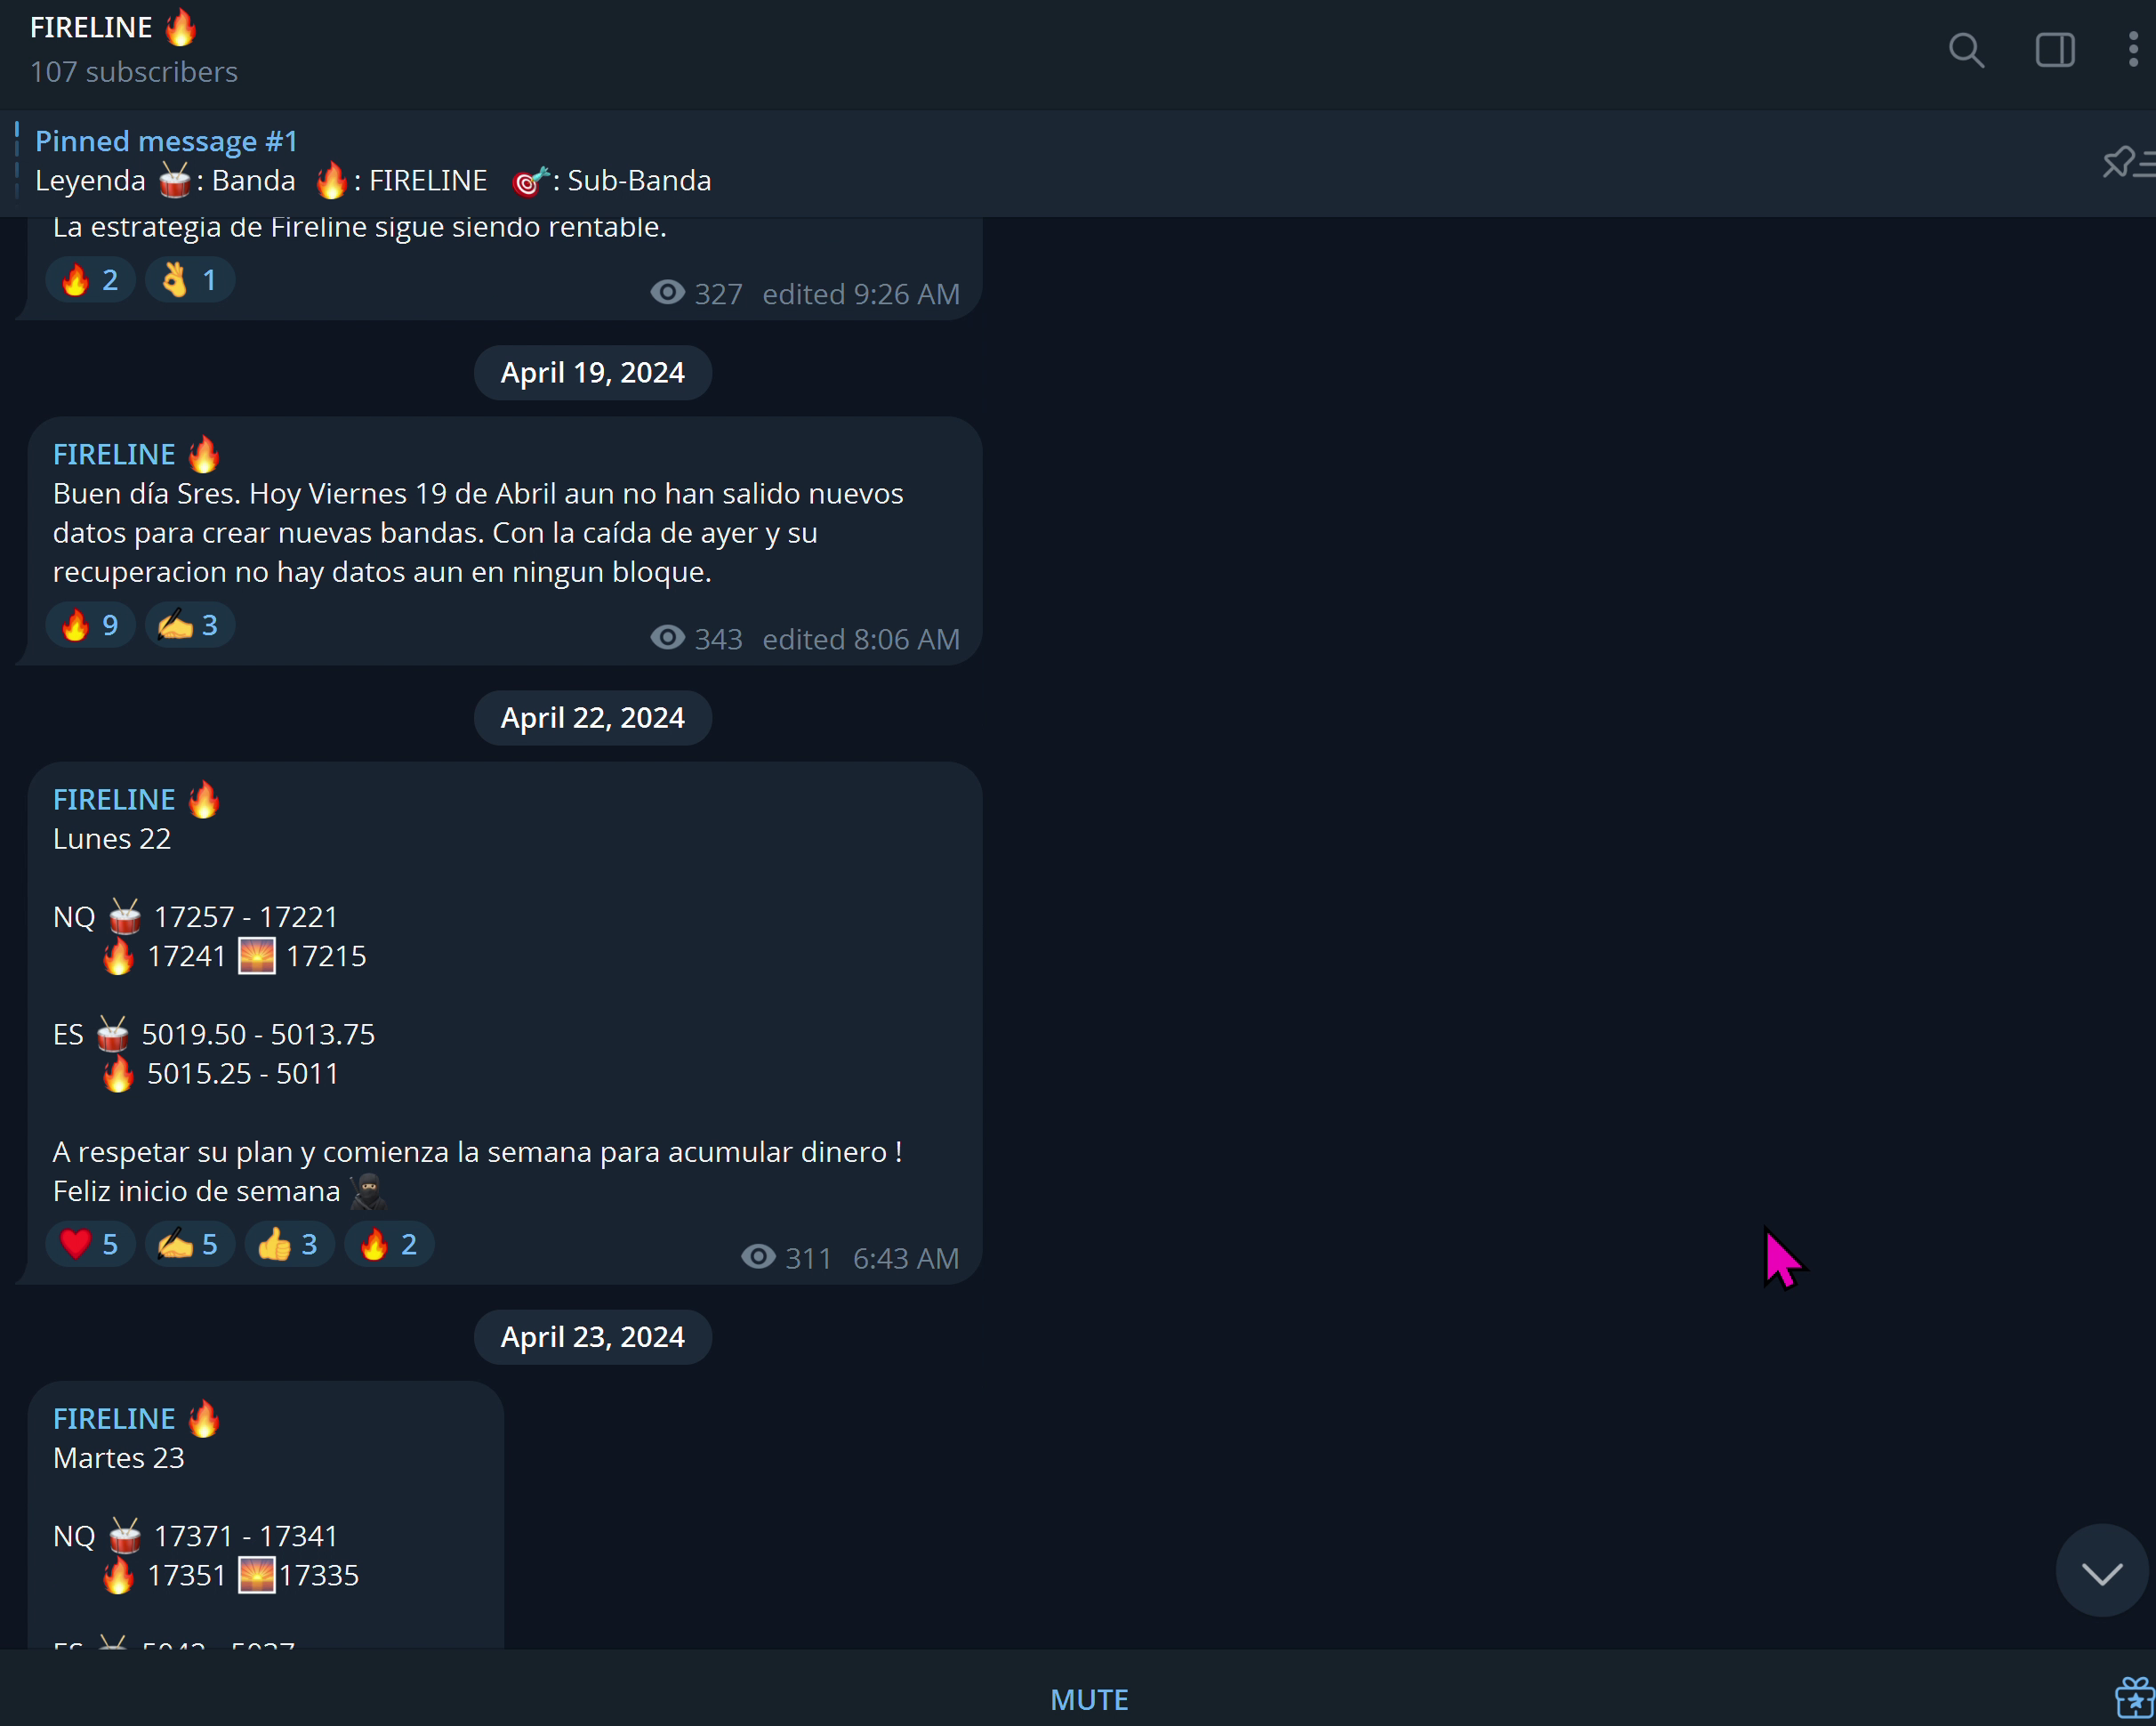 FIRELINE 🔥
107 subscribers
Pinned message #1
Leyenda 🥁: Banda 🔥: FIRELINE 🎯: Sub-Banda
La estrategia de Fireline sigue siendo rentable.
🔥 2 👌 1 327 edited 9:26 AM
April 19, 2024
FIRELINE 🔥
Buen día Sres. Hoy Viernes 19 de Abril aun no han salido nuevos
datos para crear nuevas bandas. Con la caída de ayer y su
recuperacion no hay datos aun en ningun bloque.
🔥 9 ✍️ 3 343 edited 8:06 AM
April 22, 2024
FIRELINE 🔥
Lunes 22
NQ 🥁 17257 - 17221
🔥 17241 🌅 17215
ES 🥁 5019.50 - 5013.75
🔥 5015.25 - 5011
A respetar su plan y comienza la semana para acumular dinero !
Feliz inicio de semana 🥷
❤️ 5 ✍️ 5 👍 3 🔥 2 311 6:43 AM
April 23, 2024
FIRELINE 🔥
Martes 23
NQ 🥁 17371 - 17341
🔥 17351 🌅17335
ES 🥁 5042 - 5037
MUTE